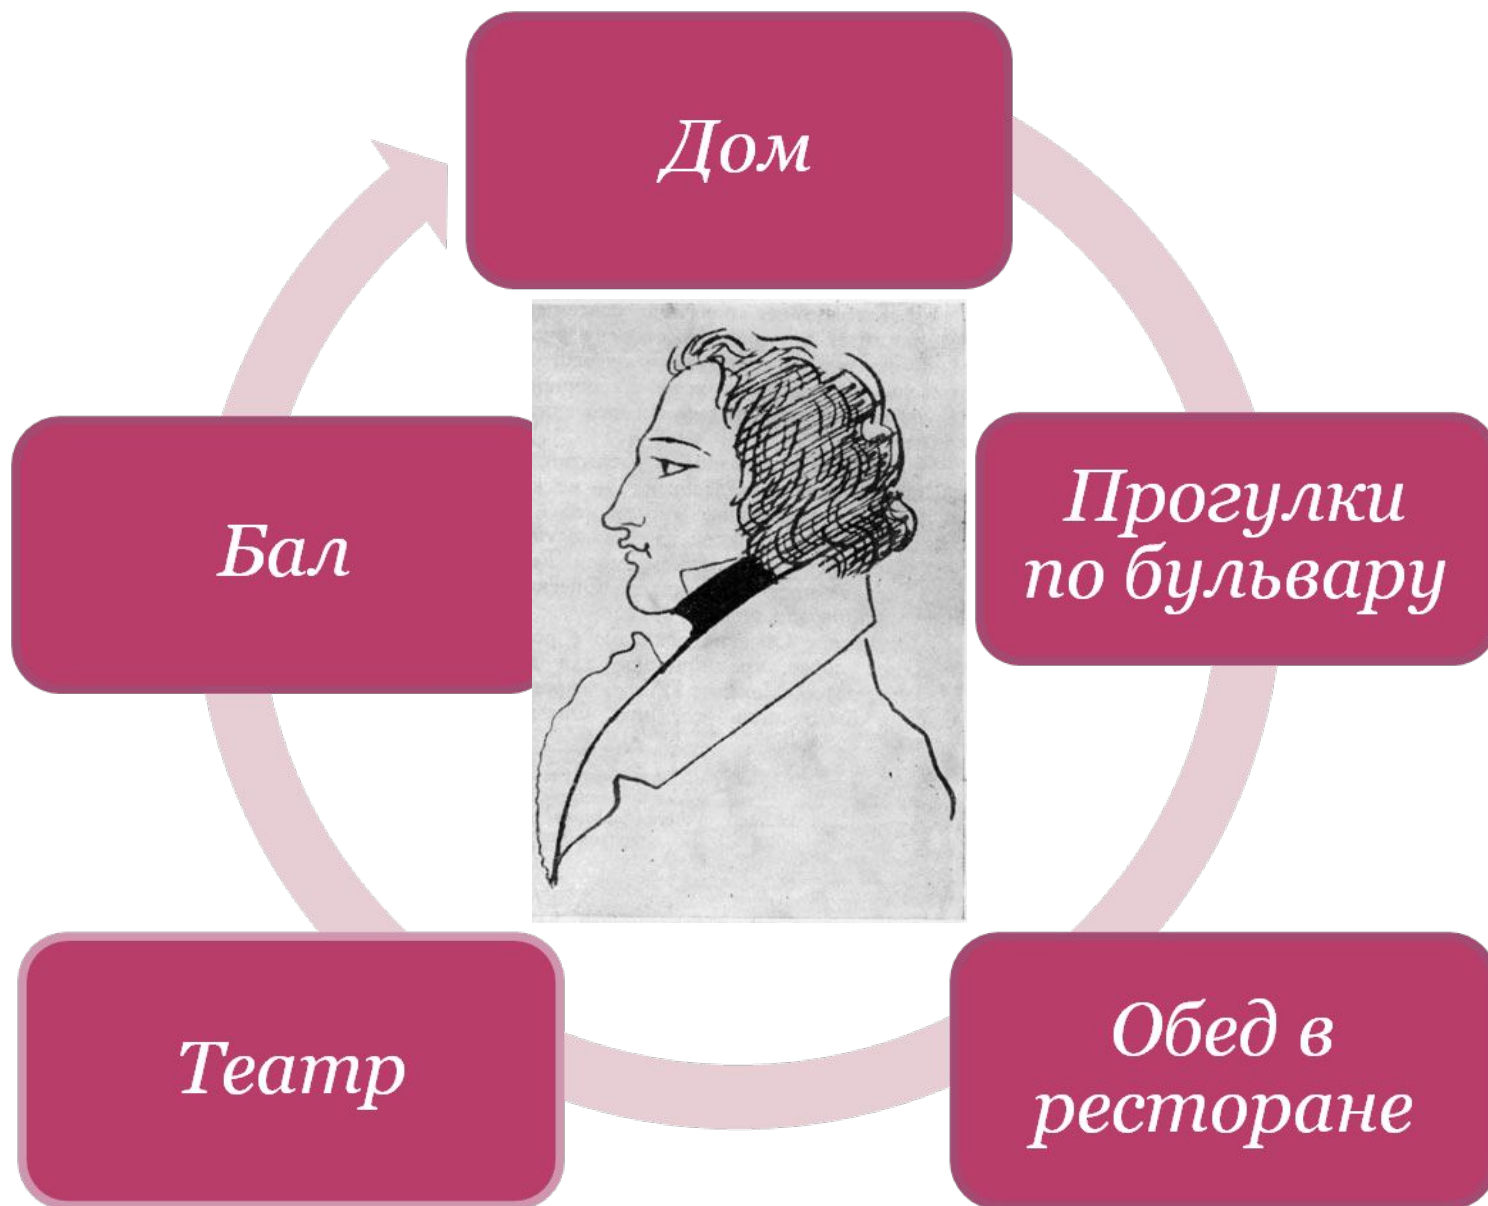 Дом
Прогулки
по бульвару
Обед в
ресторане
Театр
Бал